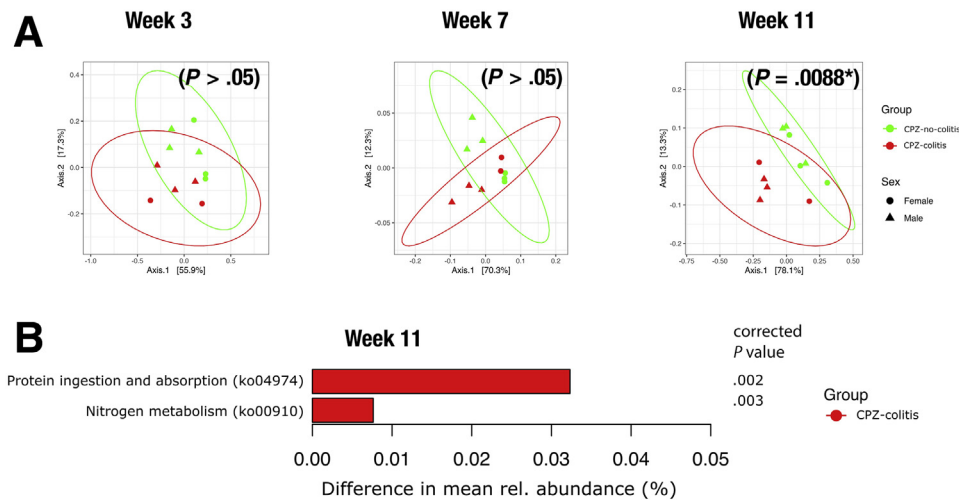 A
Week 3
Week 7
Week 11
(P > .05)
(P > .05)
(P = .0088*)
Axis.2 [17.3%]
0.4
0.2
0.0
-0.2
-1.0 -0.5 0.0 0.5
Axis.1 [55.9%]
Axis.2 [12.3%]
0.05
0.00
-0.05
-0.2 -0.1 0.0 0.1 0.2
Axis.1 [70.3%]
Axis.2 [13.3%]
0.2
0.1
0.0
-0.1
-0.2
-0.75 -0.50 -0.25 0.00 0.25 0.50
Axis.1 [78.1%]
Group
CPZ-no-colitis
CPZ-colitis
Sex
Female
Male
B
Week 11
corrected
P value
Protein ingestion and absorption (ko04974)
.002
Nitrogen metabolism (ko00910)
.003
Group
CPZ-colitis
0.00 0.01 0.02 0.03 0.04 0.05
Difference in mean rel. abundance (%)